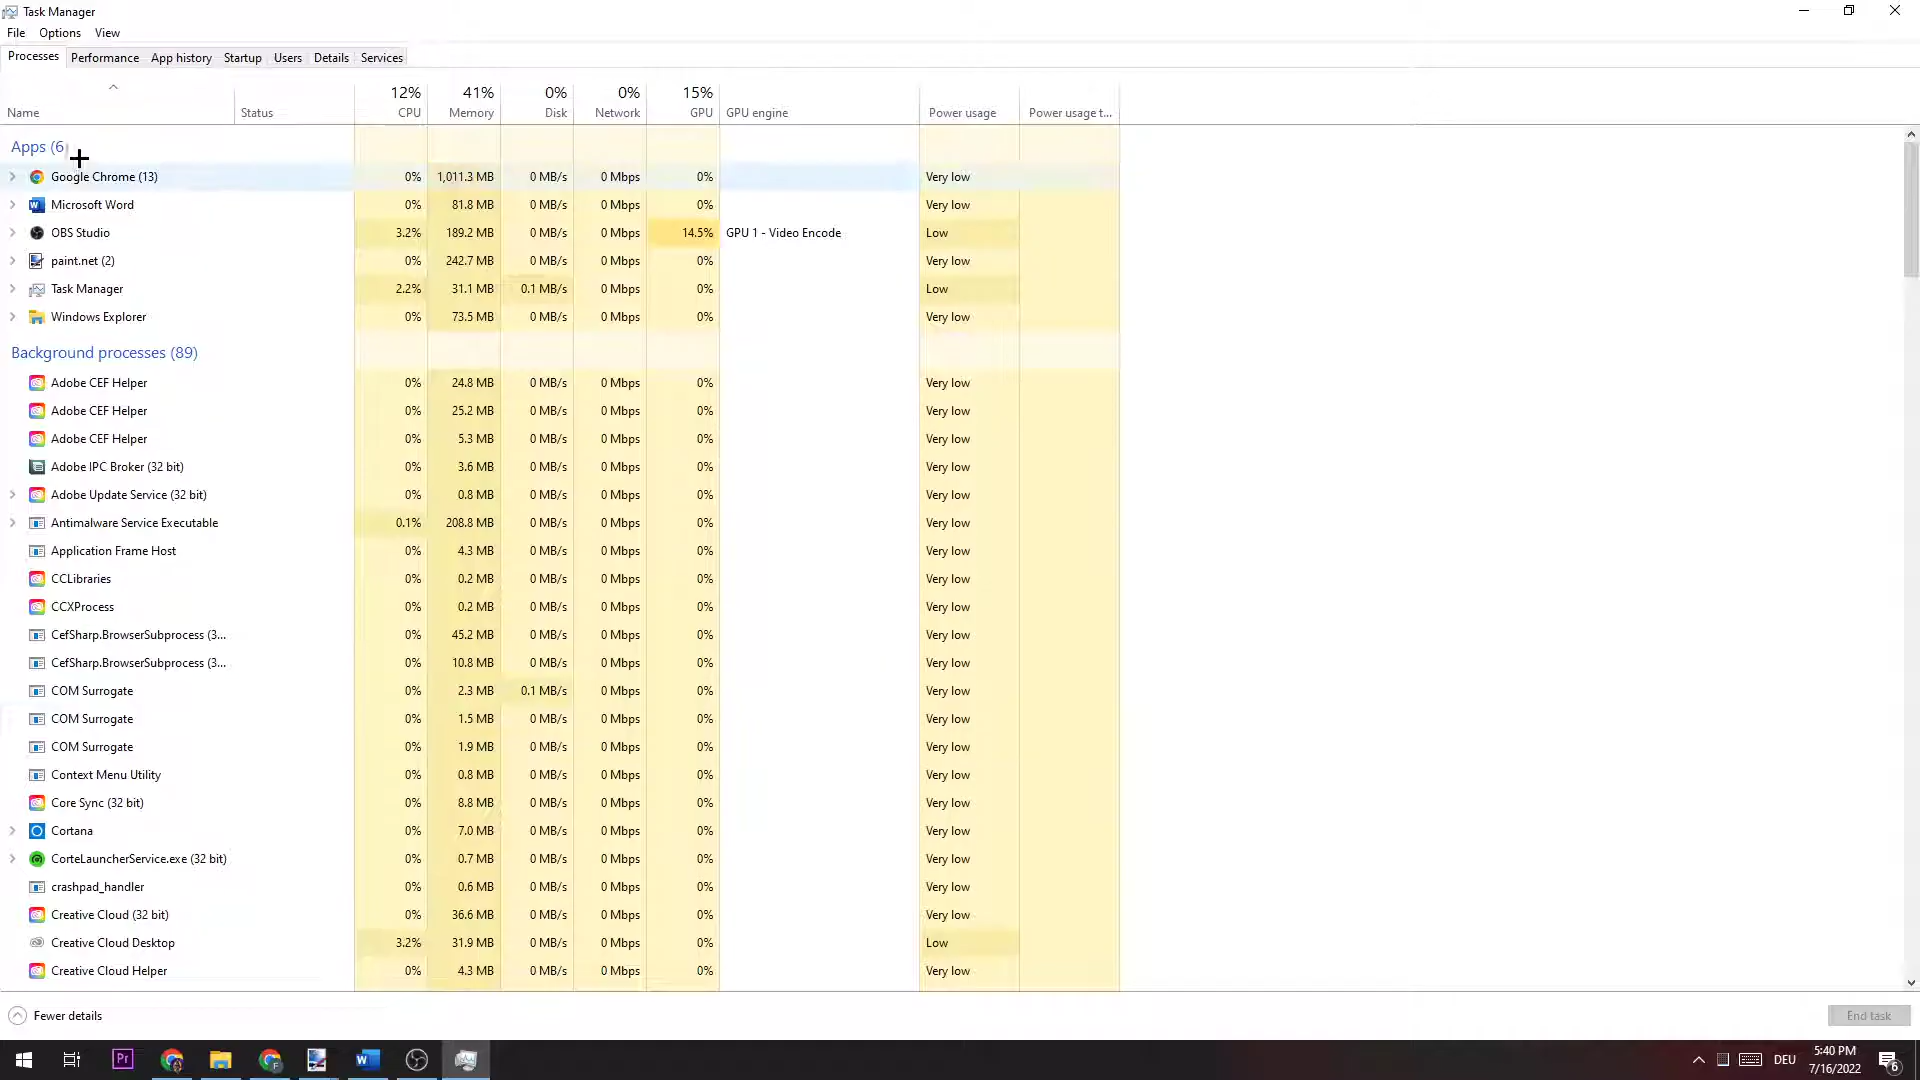 Task Manager
File Options View
Processes Performance App history Startup Users Details Services
12% 41% 0% 0% 15%
Name Status CPU Memory Disk Network GPU GPU engine Power usage Power usage t...
Apps (6
Google Chrome (13) 0% 1,011.3 MB 0 MB/s 0 Mbps 0% Very low
Microsoft Word 0% 81.8 MB 0 MB/s 0 Mbps 0% Very low
OBS Studio 3.2% 189.2 MB 0 MB/s 0 Mbps 14.5% GPU 1 - Video Encode Low
paint.net (2) 0% 242.7 MB 0 MB/s 0 Mbps 0% Very low
Task Manager 2.2% 31.1 MB 0.1 MB/s 0 Mbps 0% Low
Windows Explorer 0% 73.5 MB 0 MB/s 0 Mbps 0% Very low
Background processes (89)
Adobe CEF Helper 0% 24.8 MB 0 MB/s 0 Mbps 0% Very low
Adobe CEF Helper 0% 25.2 MB 0 MB/s 0 Mbps 0% Very low
Adobe CEF Helper 0% 5.3 MB 0 MB/s 0 Mbps 0% Very low
Adobe IPC Broker (32 bit) 0% 3.6 MB 0 MB/s 0 Mbps 0% Very low
Adobe Update Service (32 bit) 0% 0.8 MB 0 MB/s 0 Mbps 0% Very low
Antimalware Service Executable 0.1% 208.8 MB 0 MB/s 0 Mbps 0% Very low
Application Frame Host 0% 4.3 MB 0 MB/s 0 Mbps 0% Very low
CCLibraries 0% 0.2 MB 0 MB/s 0 Mbps 0% Very low
CCXProcess 0% 0.2 MB 0 MB/s 0 Mbps 0% Very low
CefSharp.BrowserSubprocess (3... 0% 45.2 MB 0 MB/s 0 Mbps 0% Very low
CefSharp.BrowserSubprocess (3... 0% 10.8 MB 0 MB/s 0 Mbps 0% Very low
COM Surrogate 0% 2.3 MB 0.1 MB/s 0 Mbps 0% Very low
COM Surrogate 0% 1.5 MB 0 MB/s 0 Mbps 0% Very low
COM Surrogate 0% 1.9 MB 0 MB/s 0 Mbps 0% Very low
Context Menu Utility 0% 0.8 MB 0 MB/s 0 Mbps 0% Very low
Core Sync (32 bit) 0% 8.8 MB 0 MB/s 0 Mbps 0% Very low
Cortana 0% 7.0 MB 0 MB/s 0 Mbps 0% Very low
CorteLauncherService.exe (32 bit) 0% 0.7 MB 0 MB/s 0 Mbps 0% Very low
crashpad_handler 0% 0.6 MB 0 MB/s 0 Mbps 0% Very low
Creative Cloud (32 bit) 0% 36.6 MB 0 MB/s 0 Mbps 0% Very low
Creative Cloud Desktop 3.2% 31.9 MB 0 MB/s 0 Mbps 0% Low
Creative Cloud Helper 0% 4.3 MB 0 MB/s 0 Mbps 0% Very low
Fewer details End task
Pr W DEU 5:40 PM
7/16/2022 6